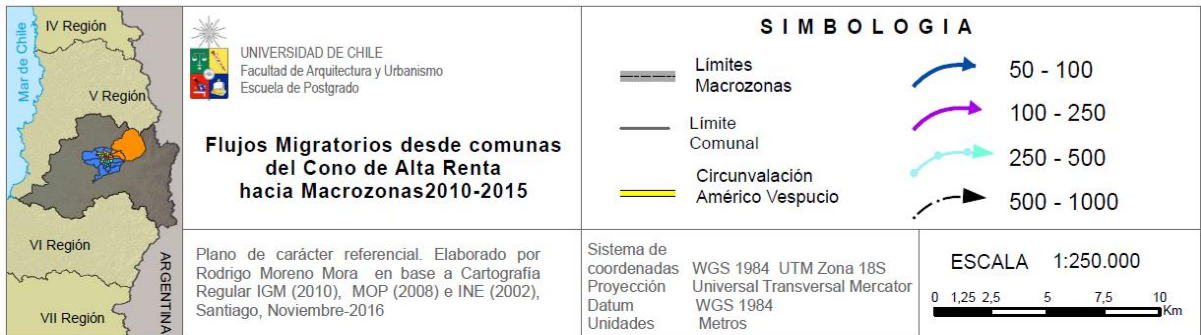 IV Región
Mar de Chile
V Región
VI Región
ARGENTINA
VII Región
UNIVERSIDAD DE CHILE
Facultad de Arquitectura y Urbanismo
Escuela de Postgrado
Flujos Migratorios desde comunas
del Cono de Alta Renta
hacia Macrozonas2010-2015
Plano de carácter referencial. Elaborado por
Rodrigo Moreno Mora en base a Cartografía
Regular IGM (2010), MOP (2008) e INE (2002),
Santiago, Noviembre-2016
SIMBOLOGIA
Límites
Macrozonas
Límite
Comunal
Circunvalación
Américo Vespucio
50 - 100
100 - 250
250 - 500
500 - 1000
Sistema de
coordenadas WGS 1984 UTM Zona 18S
Proyección Universal Transversal Mercator
Datum WGS 1984
Unidades Metros
ESCALA 1:250.000
0 1,25 2,5 5 7,5 10
Km